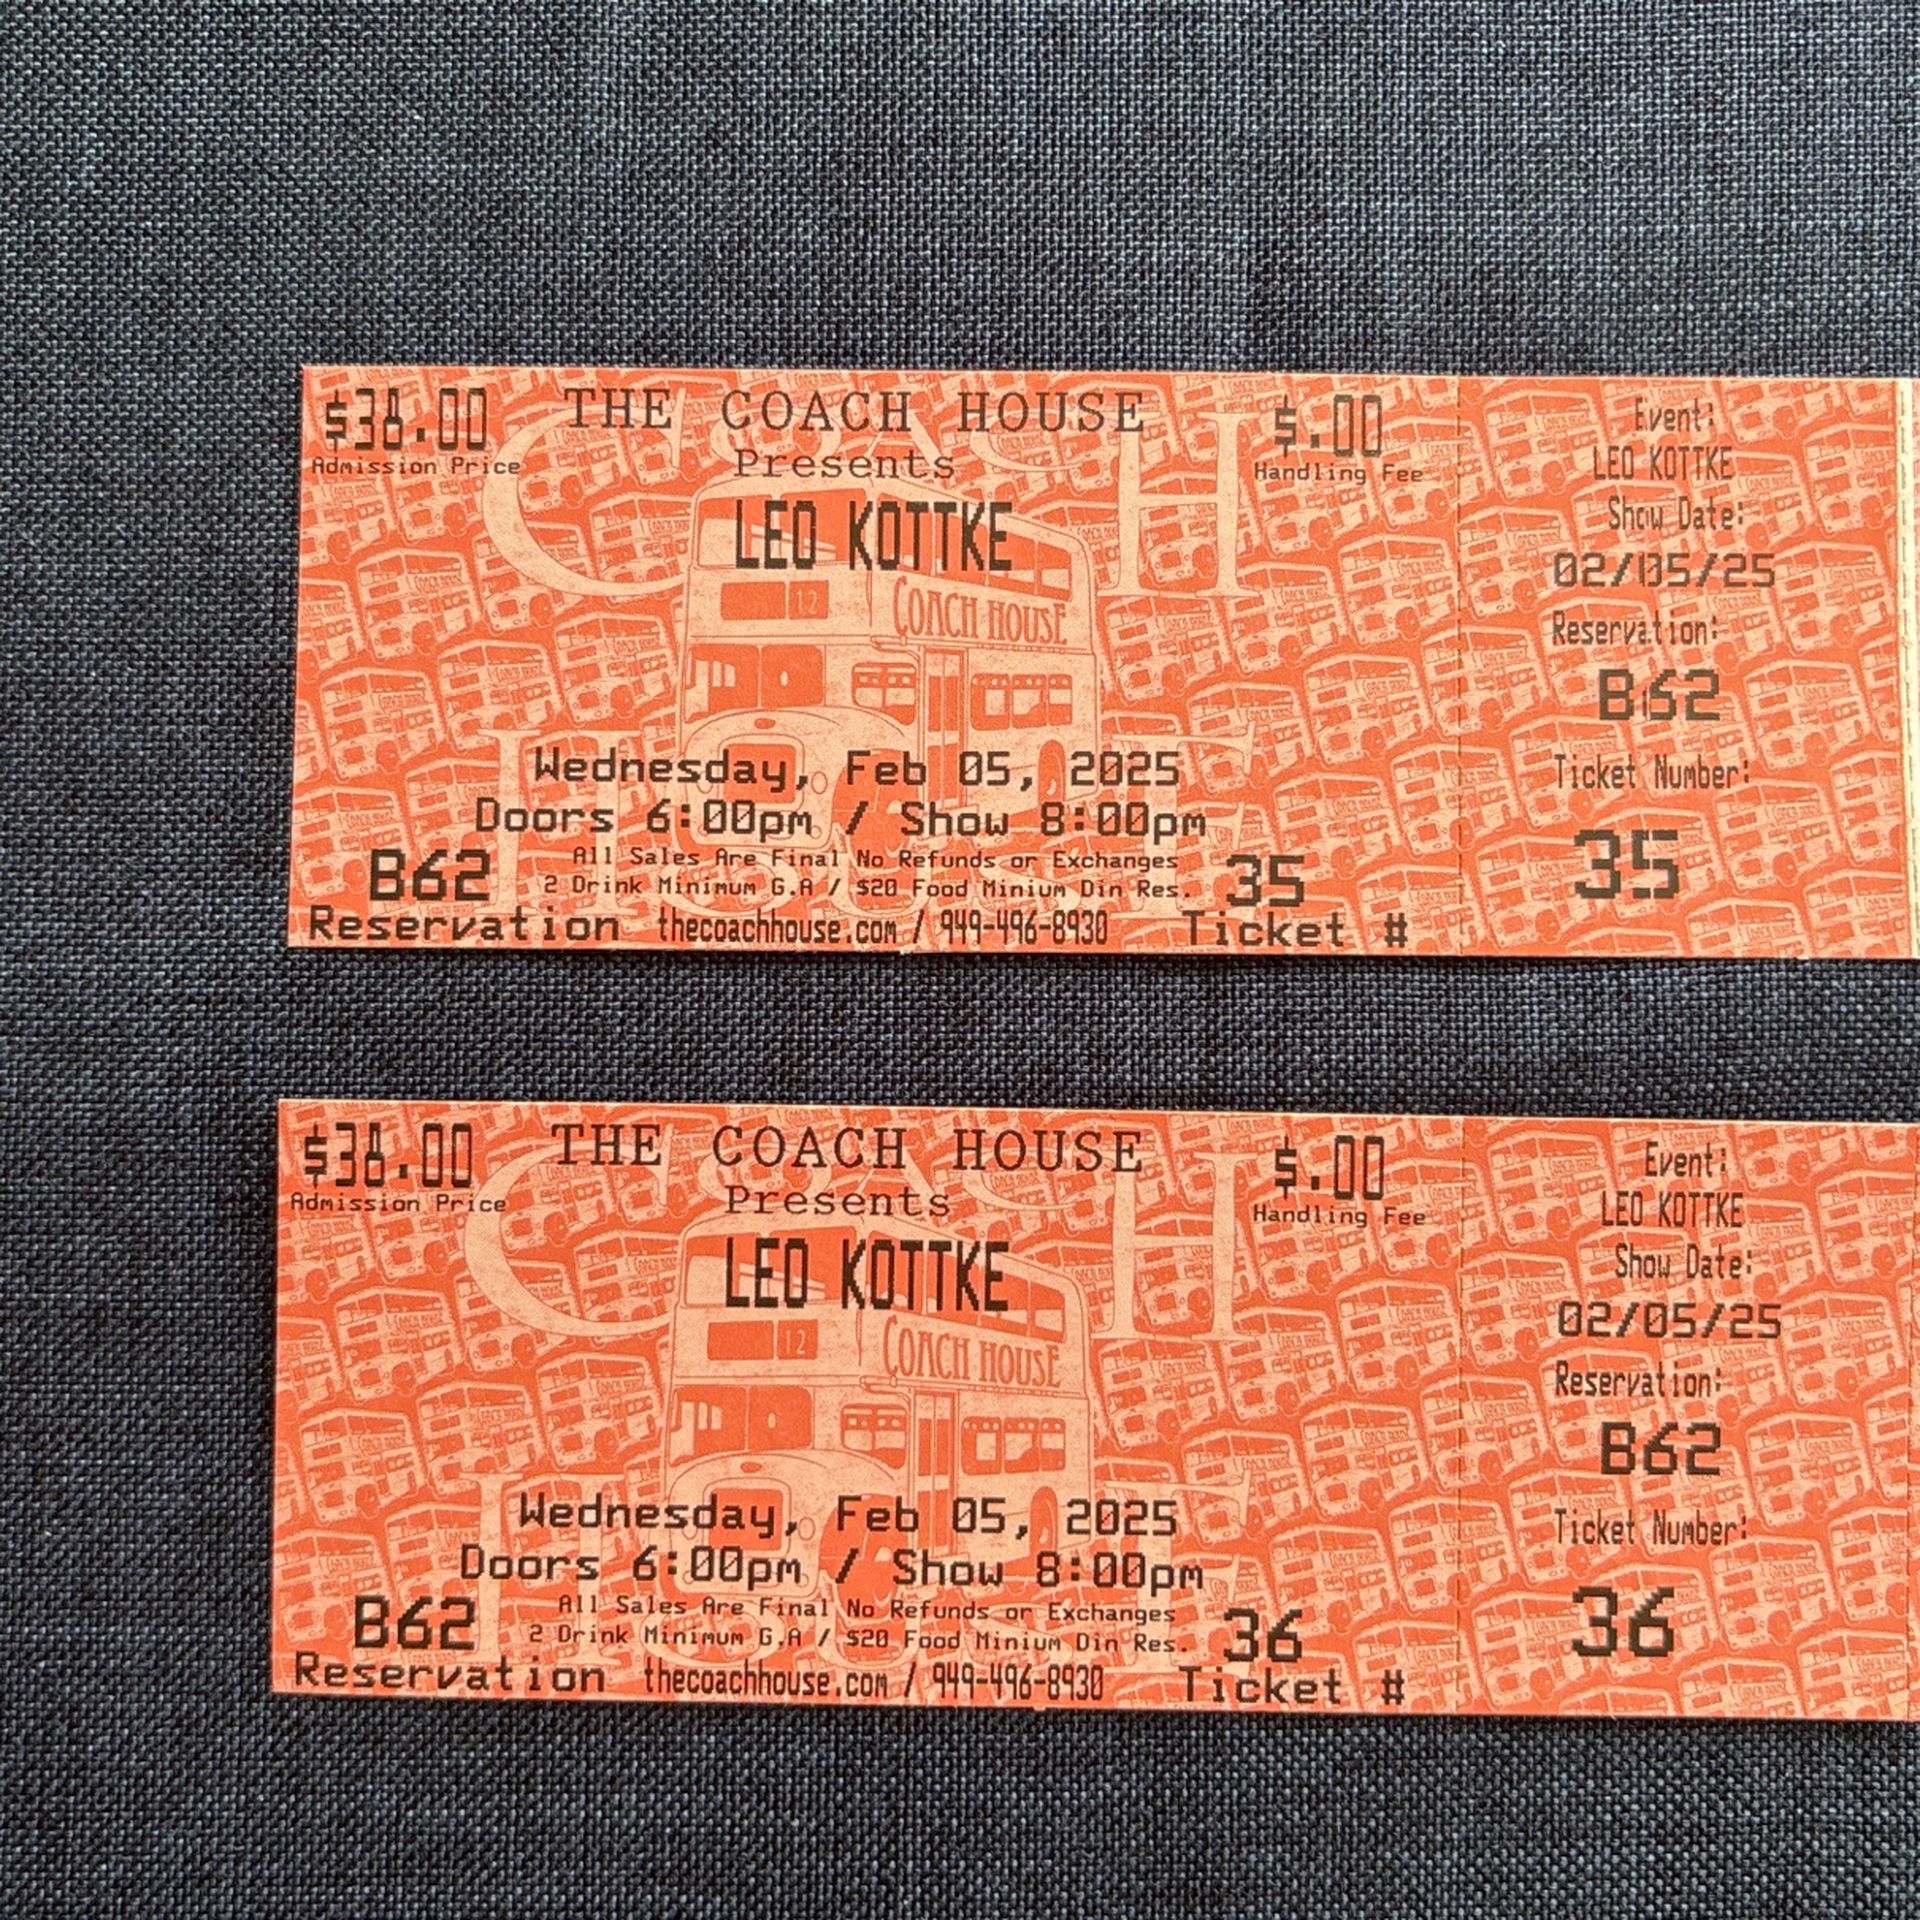 $38.00 THE COACH HOUSE $.00
Admission Price Presents Handling Fee
LEO KOTTKE
12
COACH HOUSE
Wednesday, Feb 05, 2025
Doors 6:00pm / Show 8:00pm
All Sales Are Final No Refunds or Exchanges
B62 2 Drink Minimum G.A / $20 Food Minium Din Res. 35
Reservation thecoachhouse.com / 949-496-8930 Ticket #
Event:
LEO KOTTKE
Show Date:
02/05/25
Reservation:
B62
Ticket Number:
35
$38.00 THE COACH HOUSE $.00
Admission Price Presents Handling Fee
LEO KOTTKE
12
COACH HOUSE
Wednesday, Feb 05, 2025
Doors 6:00pm / Show 8:00pm
All Sales Are Final No Refunds or Exchanges
B62 2 Drink Minimum G.A / $20 Food Minium Din Res. 36
Reservation thecoachhouse.com / 949-496-8930 Ticket #
Event:
LEO KOTTKE
Show Date:
02/05/25
Reservation:
B62
Ticket Number:
36